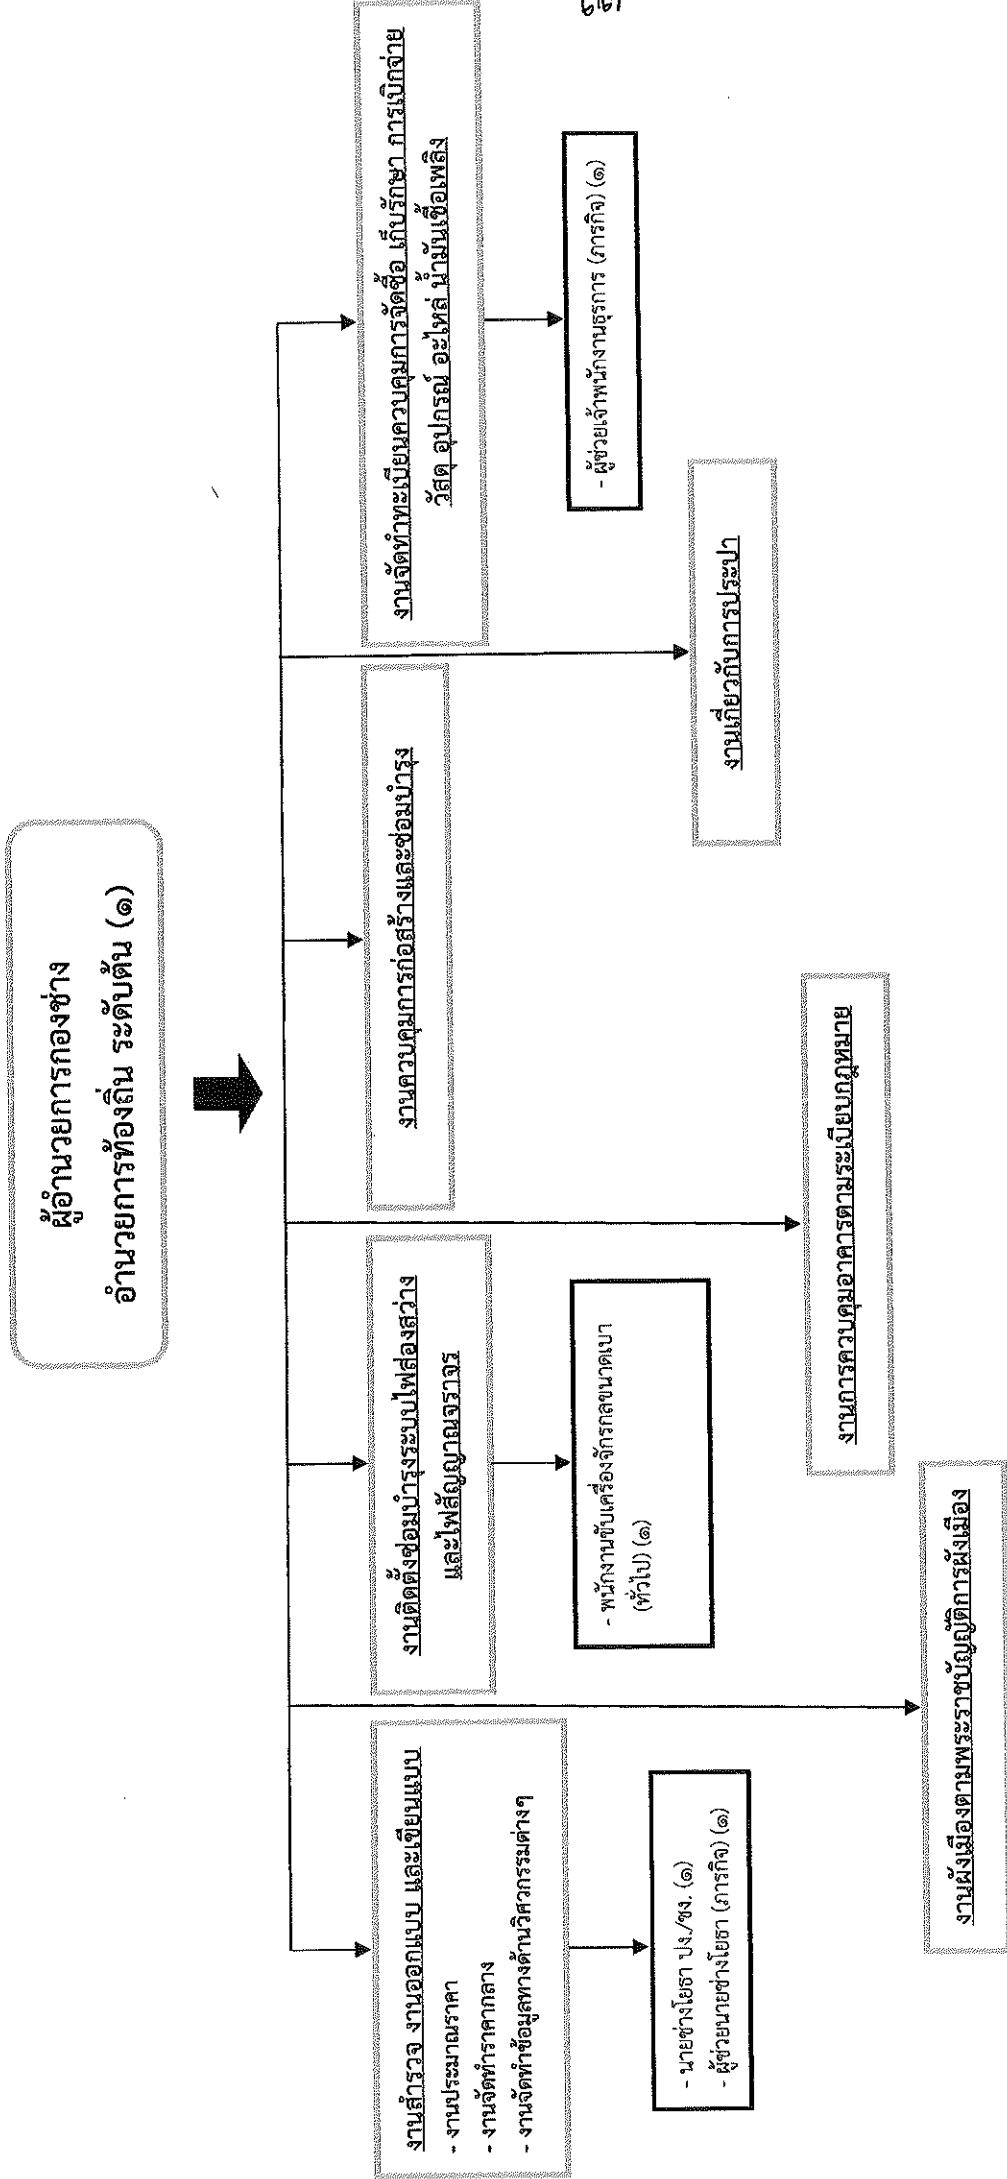 ผู้อำนวยการกองช่าง
อำนวยการท้องถิ่น ระดับต้น (๑)
งานสำรวจ งานออกแบบ และเขียนแบบ
- งานประมาณราคา
- งานจัดทำราคากลาง
- งานจัดทำข้อมูลทางด้านวิศวกรรมต่างๆ
- นายช่างโยธา ปง./ชง. (๑)
- ผู้ช่วยนายช่างโยธา (ภารกิจ) (๑)
งานผังเมืองตามพระราชบัญญัติการผังเมือง
งานติดตั้งซ่อมบำรุงระบบไฟส่องสว่าง
และไฟสัญญาณจราจร
- พนักงานขับเครื่องจักรกลขนาดเบา
(ทั่วไป) (๑)
งานการควบคุมอาคารตามระเบียบกฎหมาย
งานควบคุมการก่อสร้างและซ่อมบำรุง
งานเกี่ยวกับการประปา
งานจัดทำทะเบียนควบคุมการจัดซื้อ เก็บรักษา การเบิกจ่าย
วัสดุ อุปกรณ์ อะไหล่ น้ำมันเชื้อเพลิง
- ผู้ช่วยเจ้าพนักงานธุรการ (ภารกิจ) (๑)